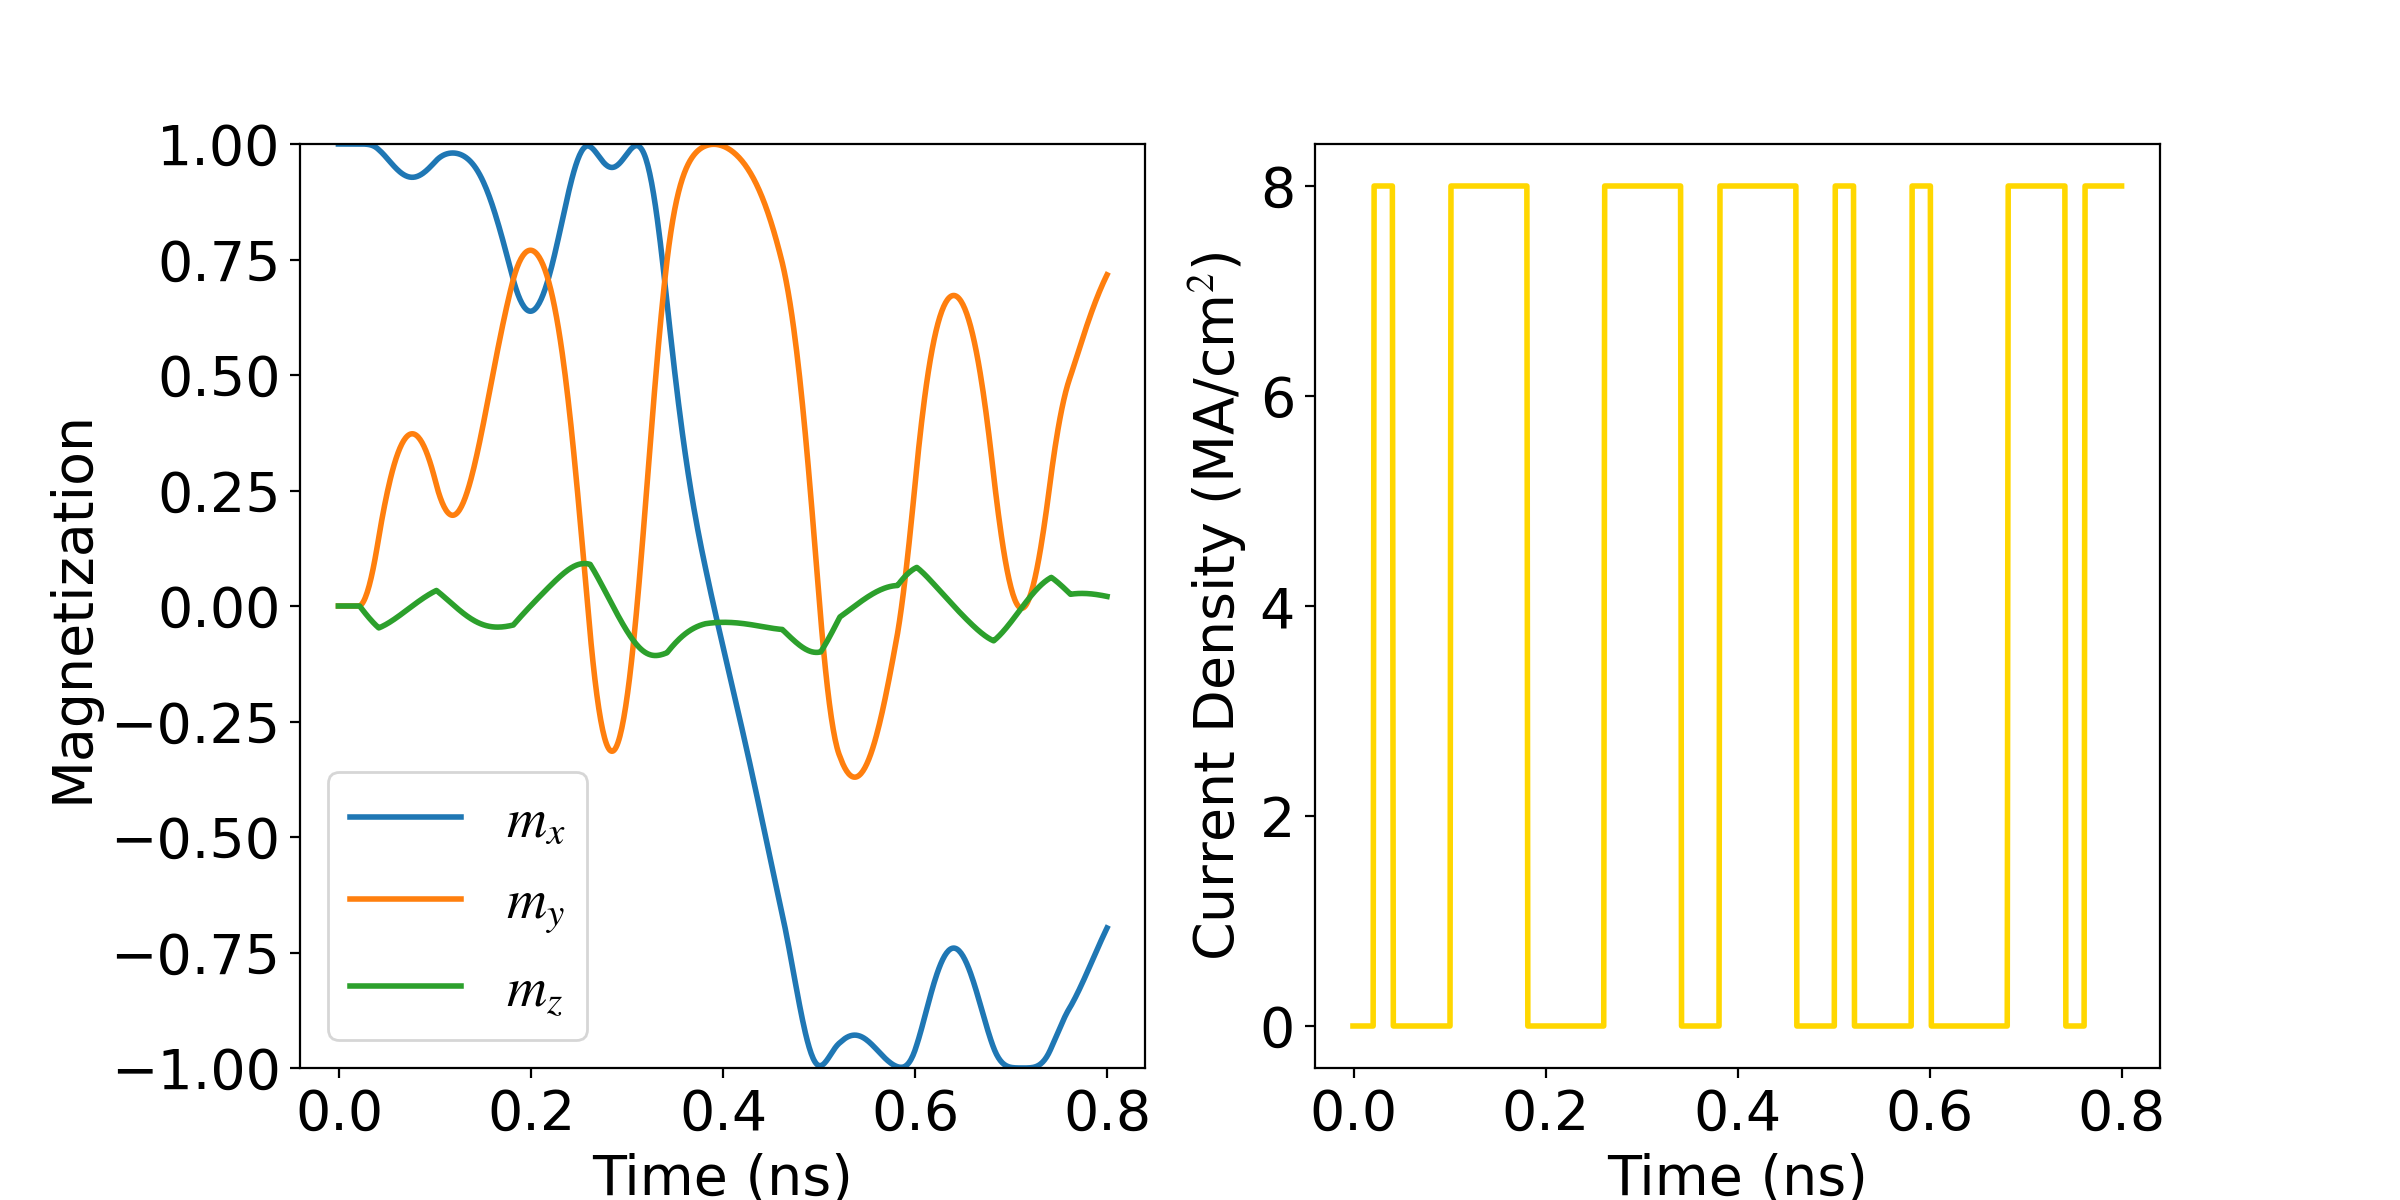 1.00
0.75
0.50
0.25
0.00
−0.25
−0.50
−0.75
−1.00
Magnetization
m_x
m_y
m_z
0.0 0.2 0.4 0.6 0.8
Time (ns)
8
6
4
2
0
Current Density (MA/cm²)
0.0 0.2 0.4 0.6 0.8
Time (ns)